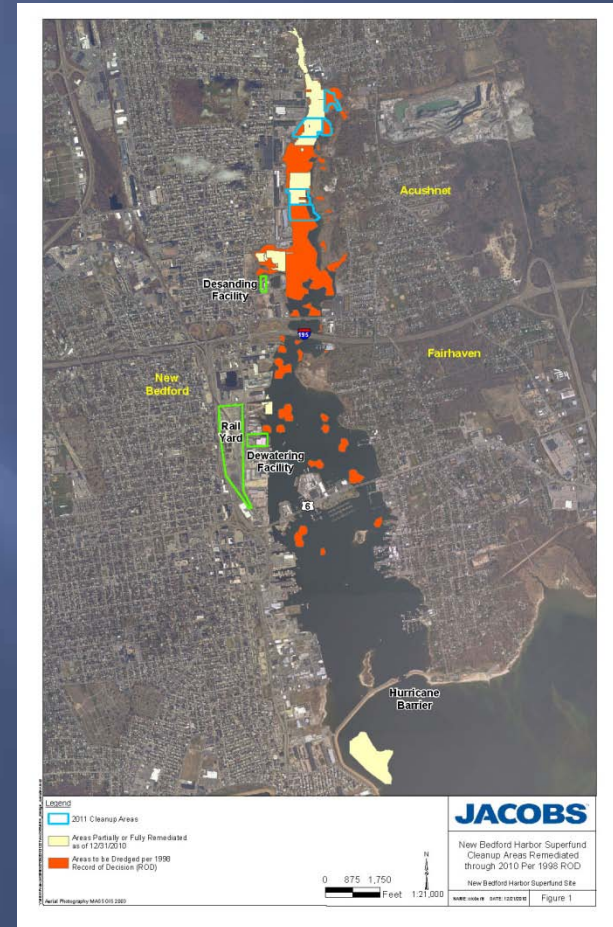 Acushnet
Desanding
Facility
195
Fairhaven
New
Bedford
Rail
Yard
Dewatering
Facility
6
Hurricane
Barrier
Legend
2011 Cleanup Areas
Areas Partially or Fully Remediated
as of 12/31/2010
Areas to be Dredged per 1998
Record of Decision (ROD)
Aerial Photography MASSGIS 2003
N
0 875 1,750
Feet 1:21,000
JACOBS
New Bedford Harbor Superfund
Cleanup Areas Remediated
through 2010 Per 1998 ROD
New Bedford Harbor Superfund Site
Figure 1